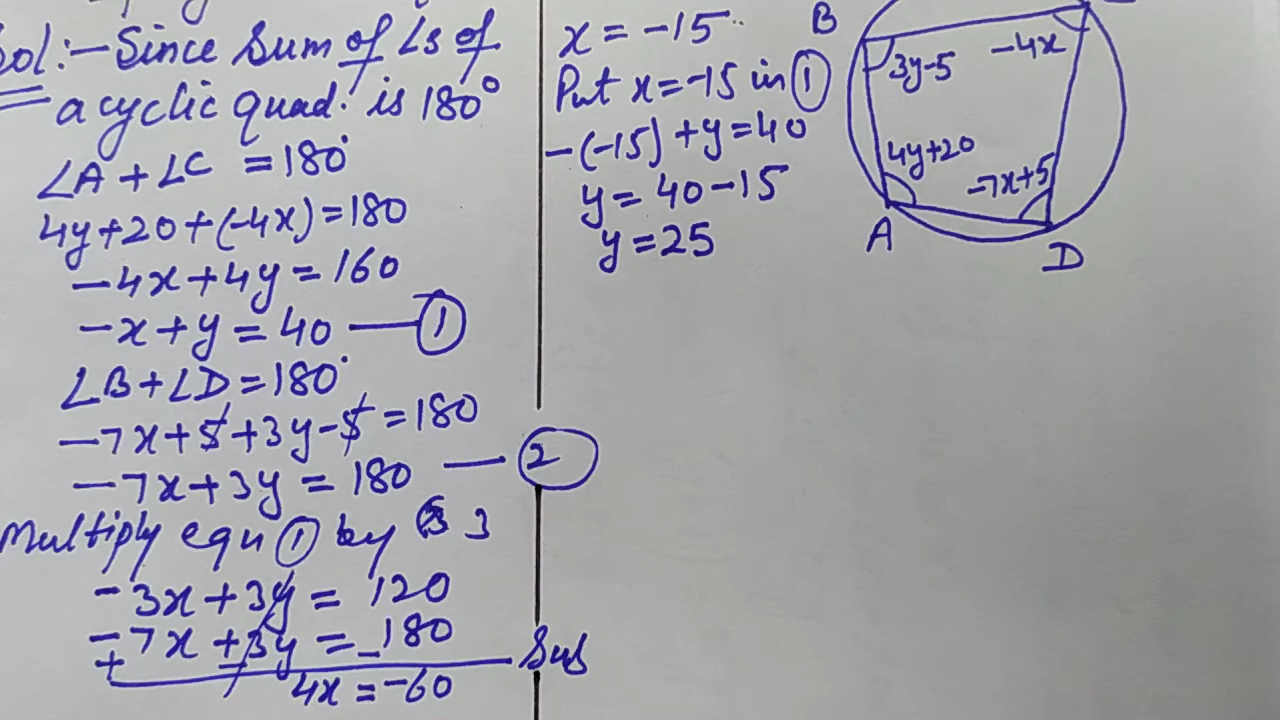 Sol:- Since Sum of ∠s of
a cyclic quad. is 180°
∠A + ∠C = 180°
4y+20+(-4x)=180
-4x+4y=160
-x+y=40 — ①
∠B+∠D=180°
-7x+5+3y-5=180
-7x+3y=180 — ②
Multiply equ ① by 3
-3x+3y=120
-7x+3y=180
+ - - Sub
4x=-60
x=-15
Put x=-15 in ①
-(-15)+y=40
y=40-15
y=25
B
3y-5
-4x
4y+20
-7x+5
A
D